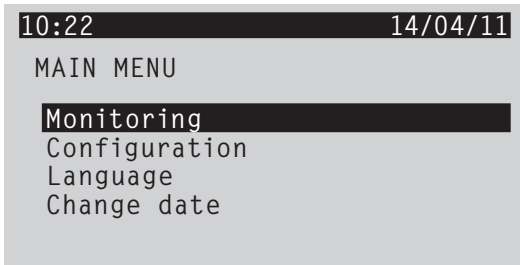 10:22 14/04/11
MAIN MENU
Monitoring
Configuration
Language
Change date